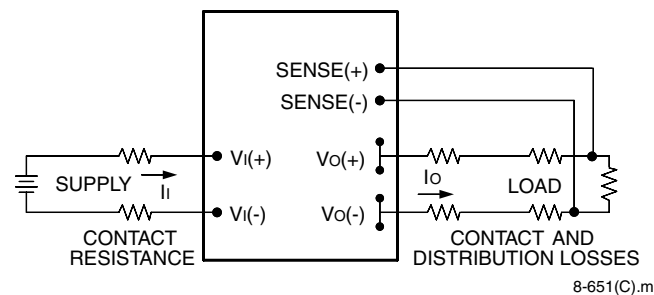 SENSE(+)
SENSE(-)
VI(+)
VO(+)
IO
SUPPLY
II
LOAD
VI(-)
VO(-)
CONTACT
RESISTANCE
CONTACT AND
DISTRIBUTION LOSSES
8-651(C).m